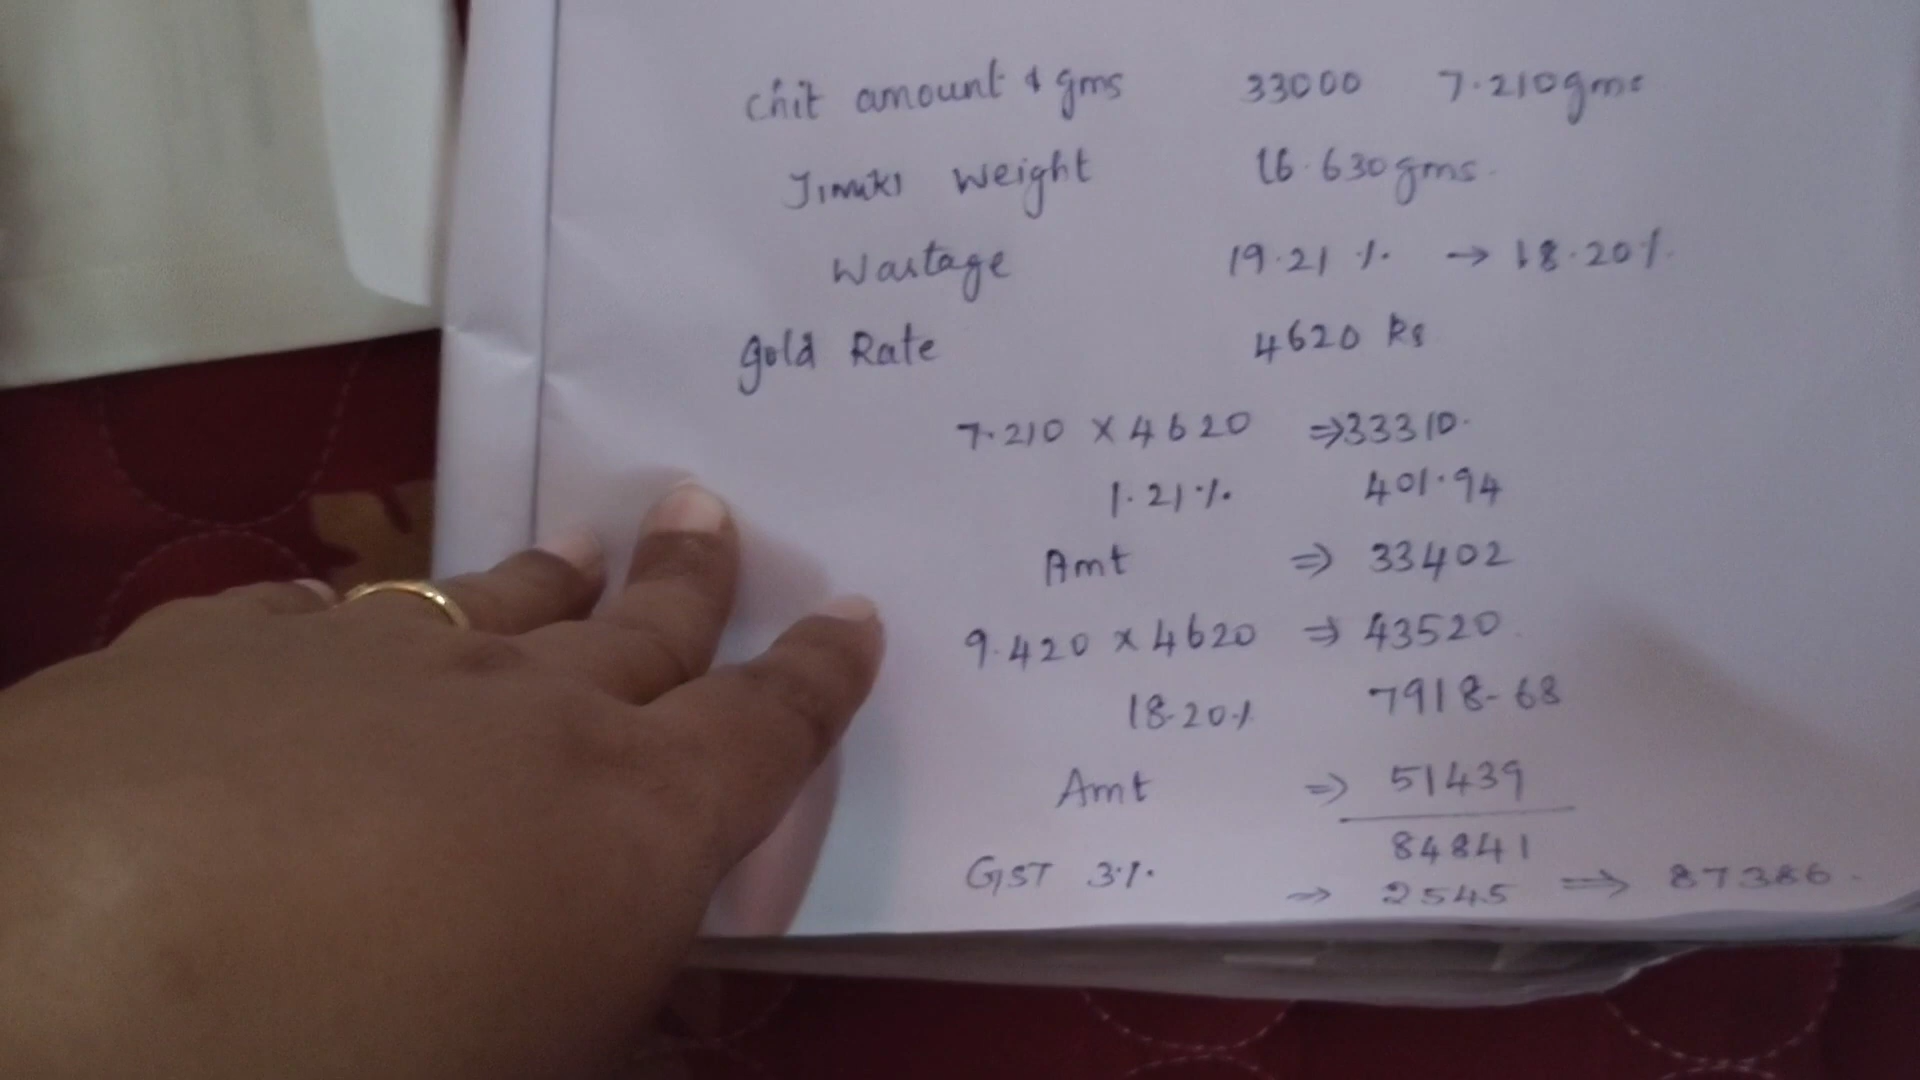 chit amount & gms 33000 7.210gms
Jimiki weight 16.630gms.
Wastage 19.21 % → 18.20%.
gold Rate 4620 Rs
7.210 X 4620 ⇒33310.
1.21% 401.94
Amt ⇒ 33402
9.420 x 4620 ⇒ 43520.
18.20% 7918-68
Amt ⇒ 51439
84841
GST 3%. → 2545 ⇒ 87386.